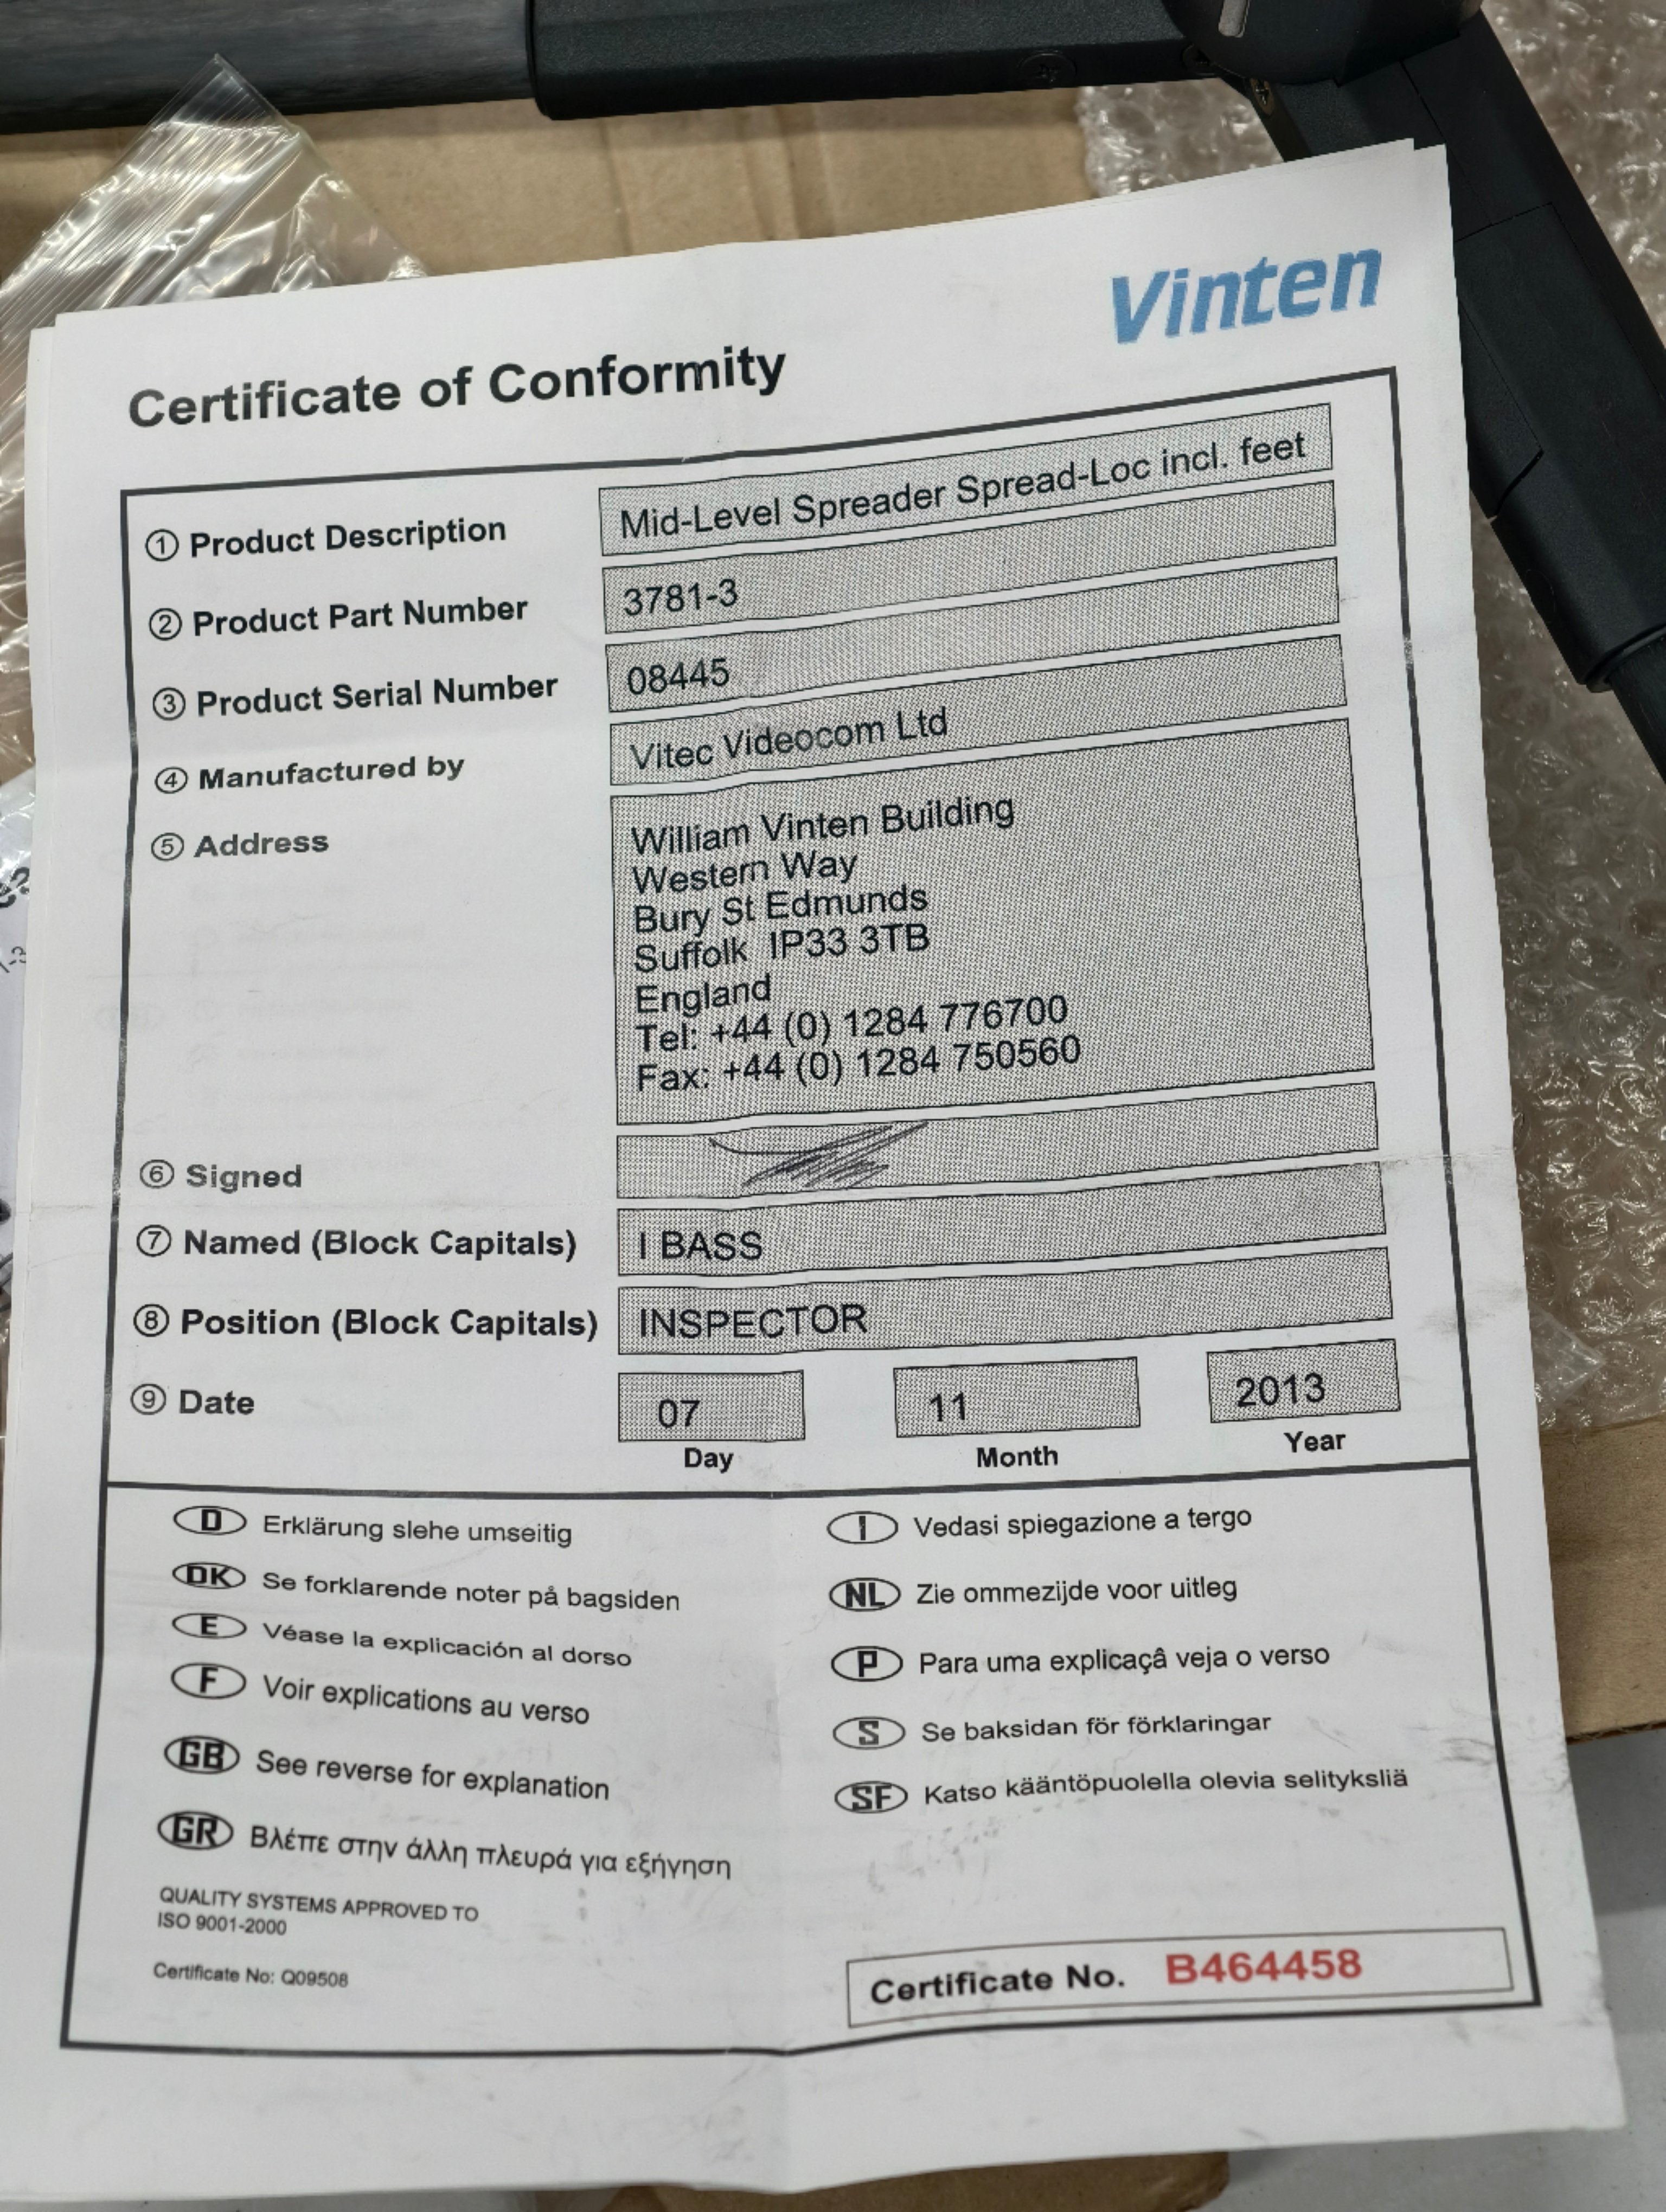 Vinten
Certificate of Conformity
① Product Description Mid-Level Spreader Spread-Loc incl. feet
② Product Part Number 3781-3
③ Product Serial Number 08445
④ Manufactured by Vitec Videocom Ltd
⑤ Address William Vinten Building
Western Way
Bury St Edmunds
Suffolk IP33 3TB
England
Tel: +44 (0) 1284 776700
Fax: +44 (0) 1284 750560
⑥ Signed
⑦ Named (Block Capitals) I BASS
⑧ Position (Block Capitals) INSPECTOR
⑨ Date 07 11 2013
Day Month Year
D Erklärung slehe umseitig
DK Se forklarende noter på bagsiden
E Véase la explicación al dorso
F Voir explications au verso
GB See reverse for explanation
GR Βλέπε στην άλλη πλευρά για εξήγηση
I Vedasi spiegazione a tergo
NL Zie ommezijde voor uitleg
P Para uma explicaçâ veja o verso
S Se baksidan för förklaringar
SF Katso kääntöpuolella olevia selityksliä
QUALITY SYSTEMS APPROVED TO
ISO 9001-2000
Certificate No: Q09508
Certificate No. B464458